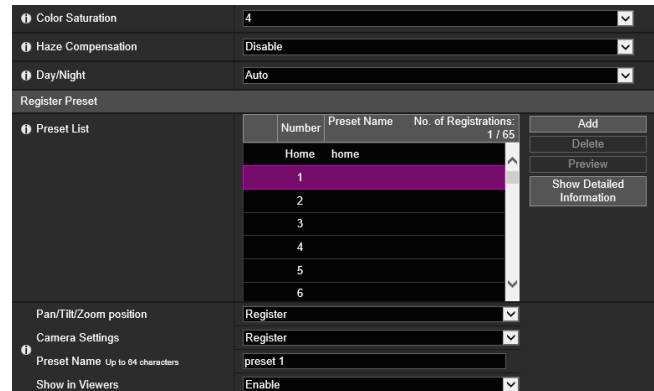 Color Saturation 4
Haze Compensation Disable
Day/Night Auto
Register Preset
Preset List
Number Preset Name No. of Registrations: 1 / 65
Home home
1
2
3
4
5
6
Add
Delete
Preview
Show Detailed
Information
Pan/Tilt/Zoom position Register
Camera Settings Register
Preset Name Up to 64 characters preset 1
Show in Viewers Enable